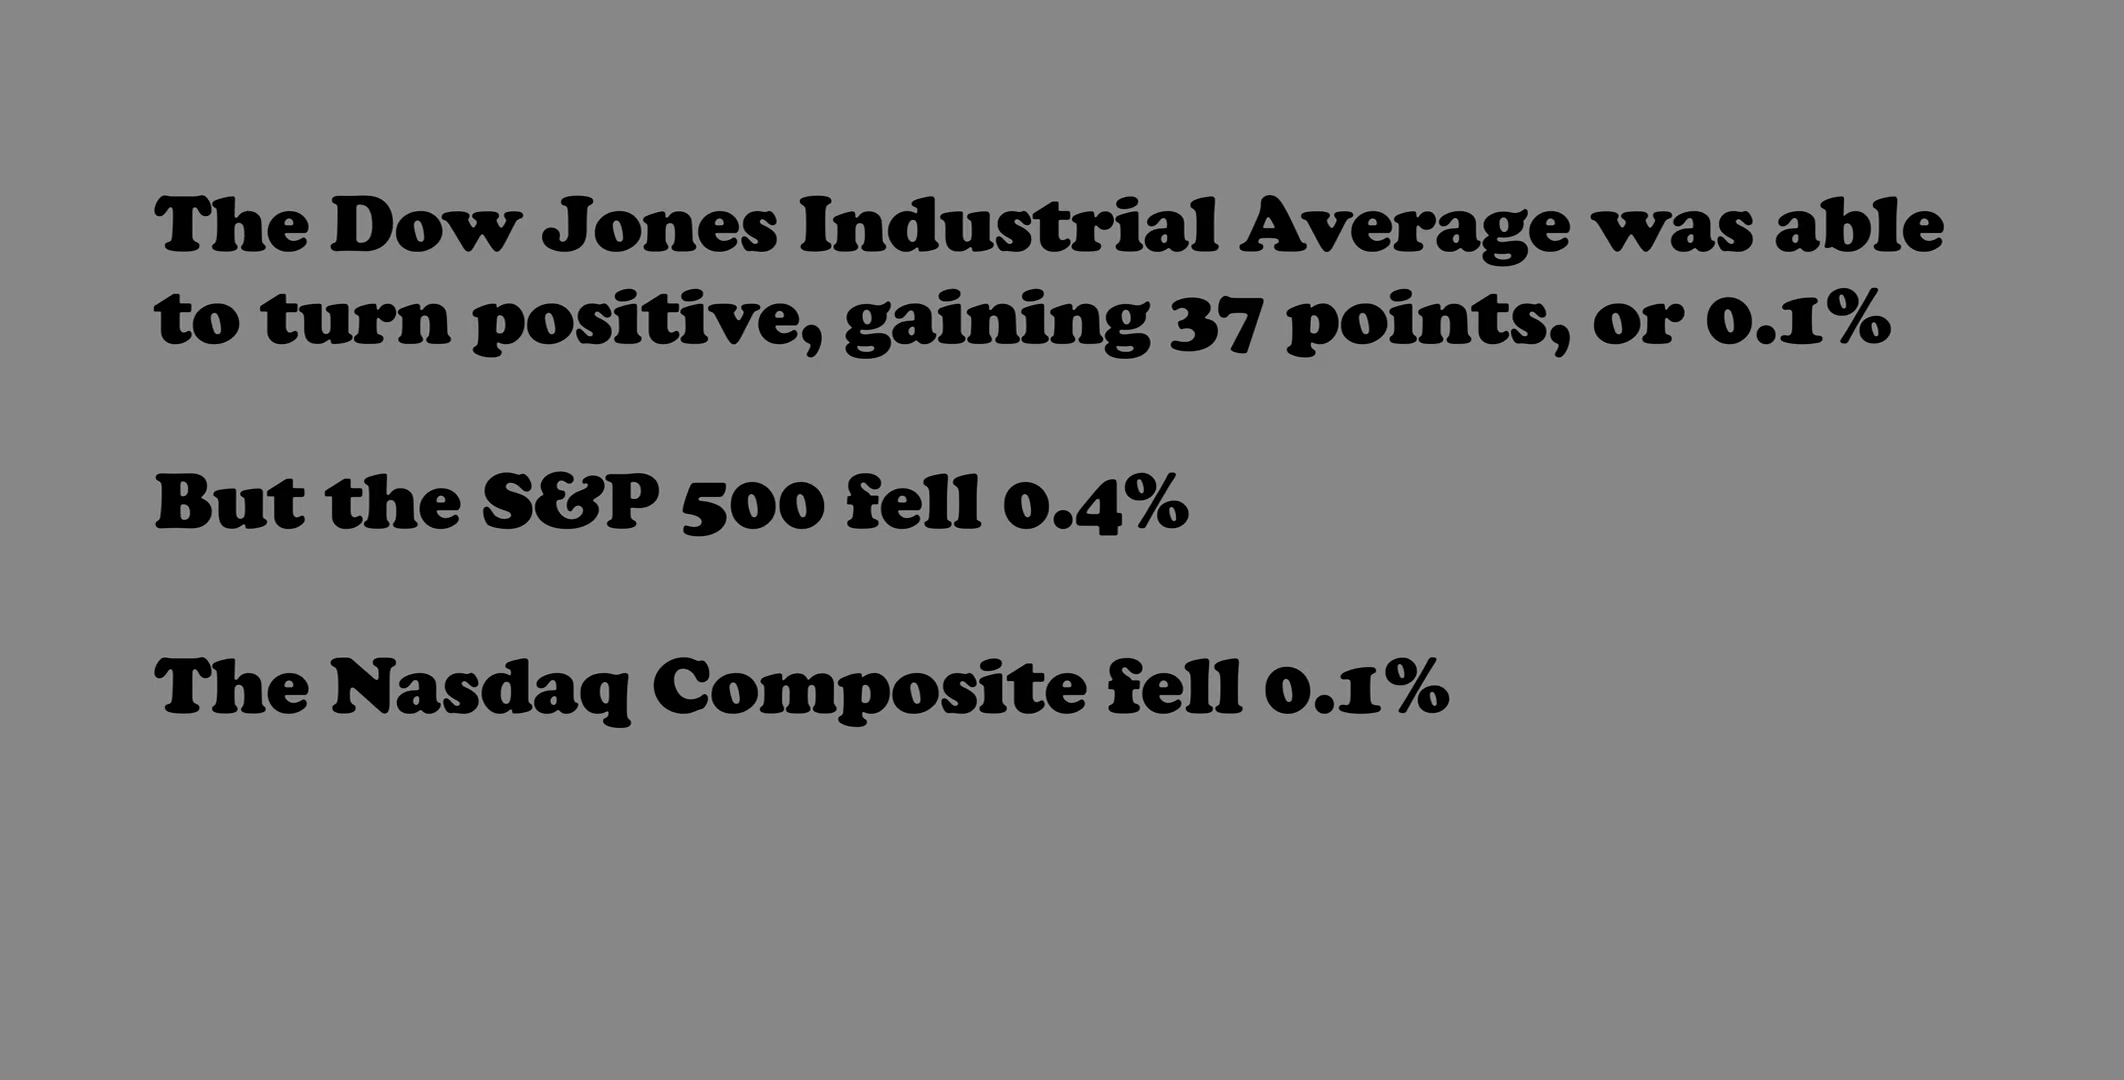 The Dow Jones Industrial Average was able
to turn positive, gaining 37 points, or 0.1%
But the S&P 500 fell 0.4%
The Nasdaq Composite fell 0.1%